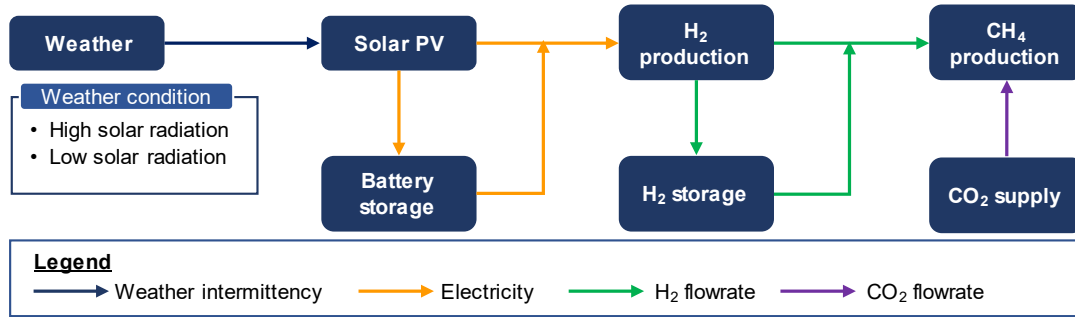 Weather
Solar PV
H₂
production
CH₄
production
Weather condition
• High solar radiation
• Low solar radiation
Battery
storage
H₂ storage
CO₂ supply
Legend
Weather intermittency
Electricity
H₂ flowrate
CO₂ flowrate